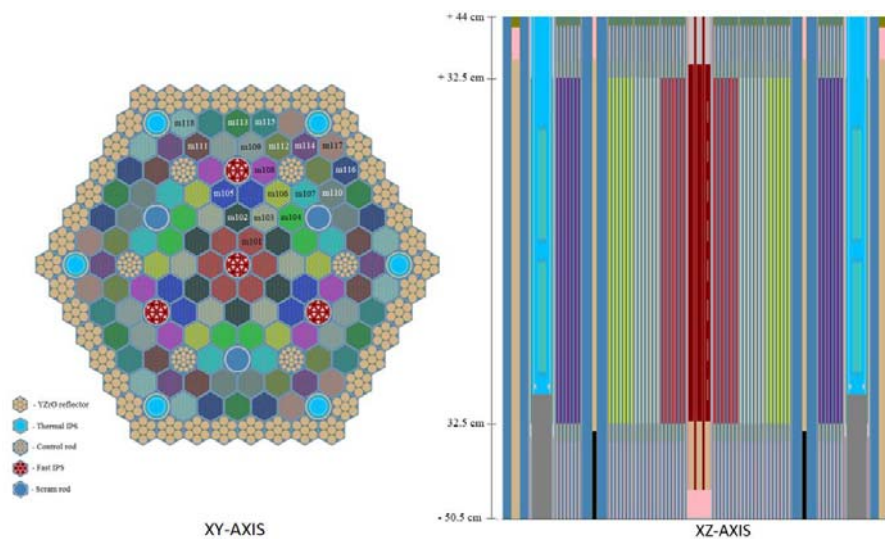 m118
m113
m115
m111
m109
m112
m114
m117
m108
m116
m105
m106
m107
m110
m102
m103
m104
m101
- YZrO reflector
- Thermal IPS
- Control rod
- Fast IPS
- Scram rod
XY-AXIS
+ 44 cm
+ 32.5 cm
32.5 cm
- 50.5 cm
XZ-AXIS